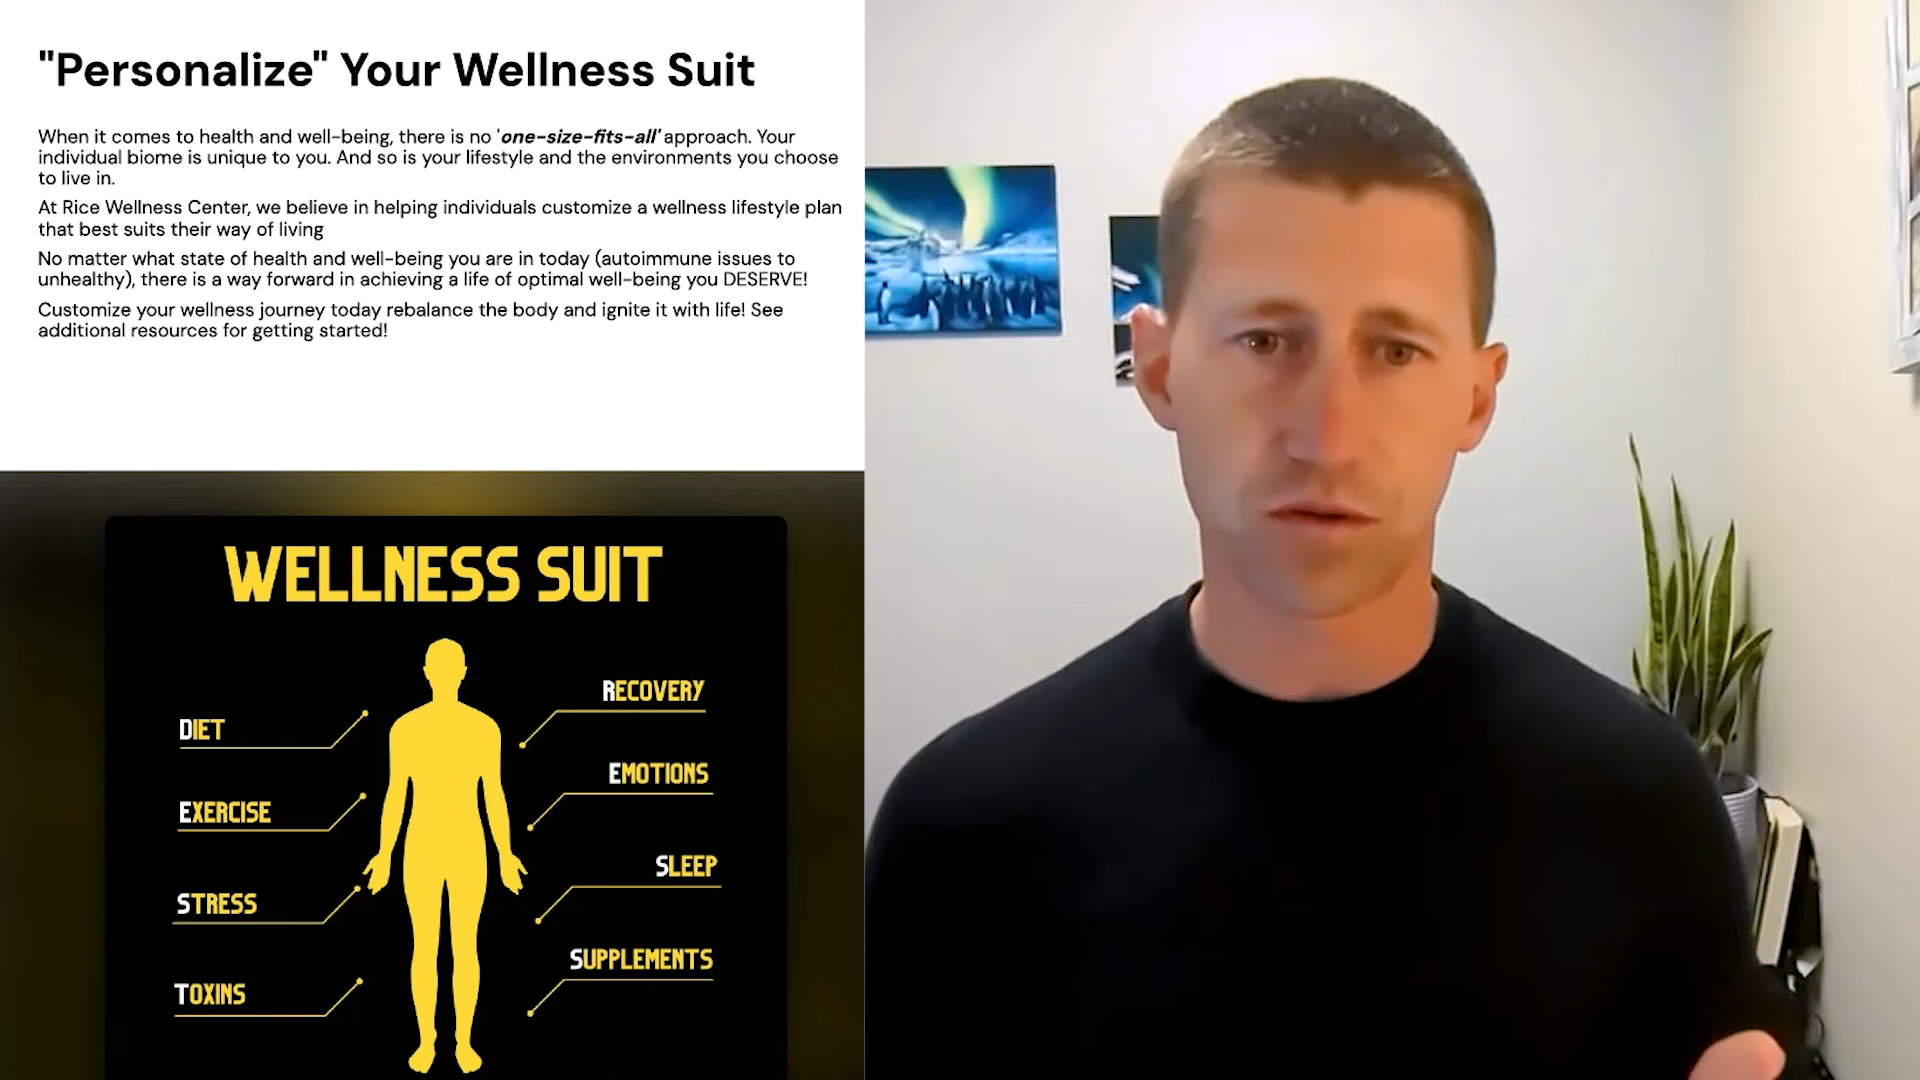 "Personalize" Your Wellness Suit
When it comes to health and well-being, there is no 'one-size-fits-all' approach. Your
individual biome is unique to you. And so is your lifestyle and the environments you choose
to live in.
At Rice Wellness Center, we believe in helping individuals customize a wellness lifestyle plan
that best suits their way of living
No matter what state of health and well-being you are in today (autoimmune issues to
unhealthy), there is a way forward in achieving a life of optimal well-being you DESERVE!
Customize your wellness journey today rebalance the body and ignite it with life! See
additional resources for getting started!
WELLNESS SUIT
DIET
EXERCISE
STRESS
TOXINS
RECOVERY
EMOTIONS
SLEEP
SUPPLEMENTS